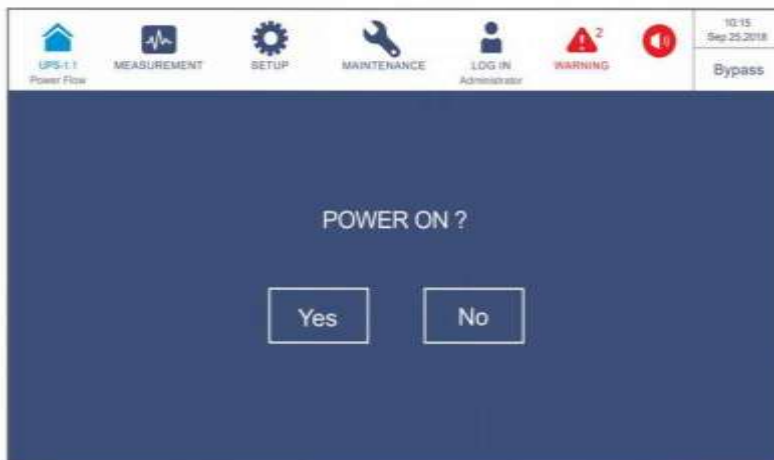 UPS-1.1
Power Flow
MEASUREMENT
SETUP
MAINTENANCE
LOG IN
Administrator
2
WARNING
10:15
Sep 25,2018
Bypass
POWER ON ?
Yes
No